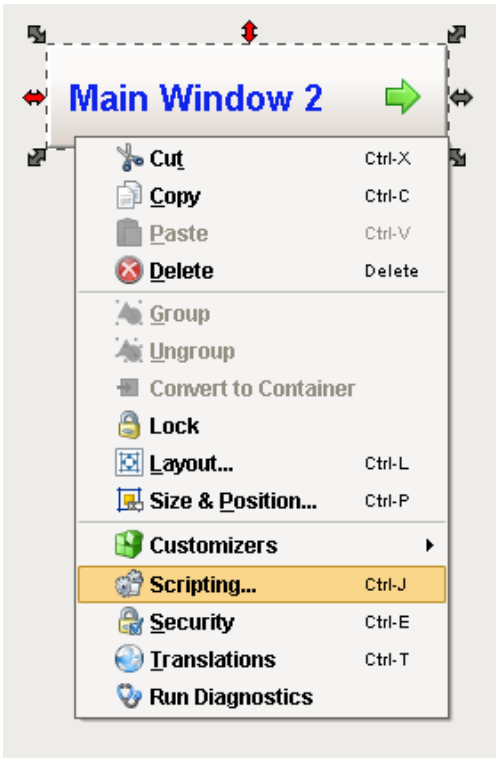 Main Window 2
Cut Ctrl-X
Copy Ctrl-C
Paste Ctrl-V
Delete Delete
Group
Ungroup
Convert to Container
Lock
Layout... Ctrl-L
Size & Position... Ctrl-P
Customizers
Scripting... Ctrl-J
Security Ctrl-E
Translations Ctrl-T
Run Diagnostics